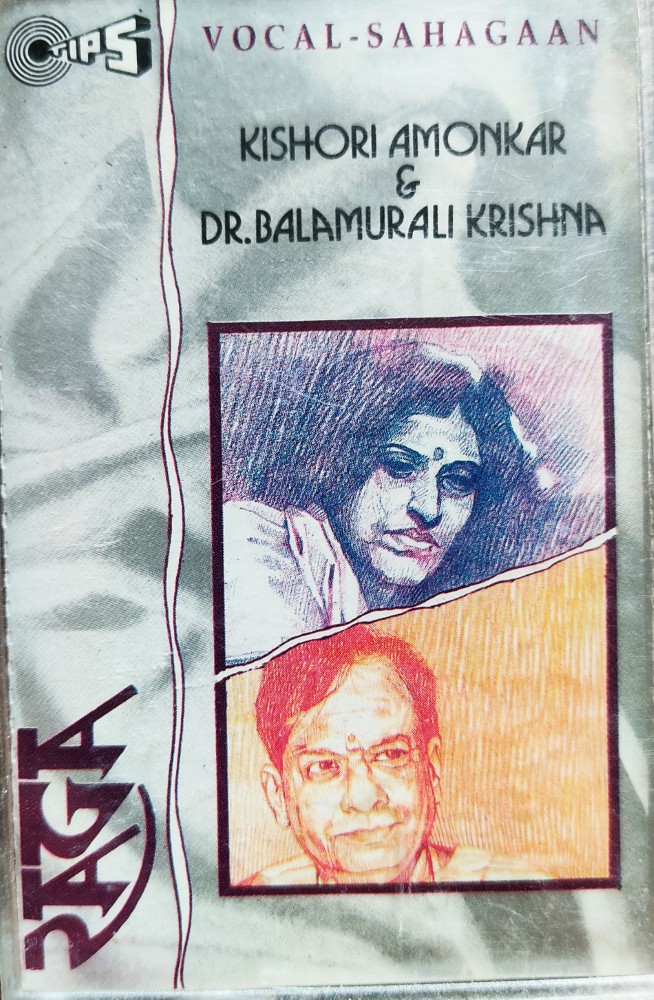 TIPS
VOCAL-SAHAGAAN
KISHORI AMONKAR
&
DR.BALAMURALI KRISHNA
RAGA